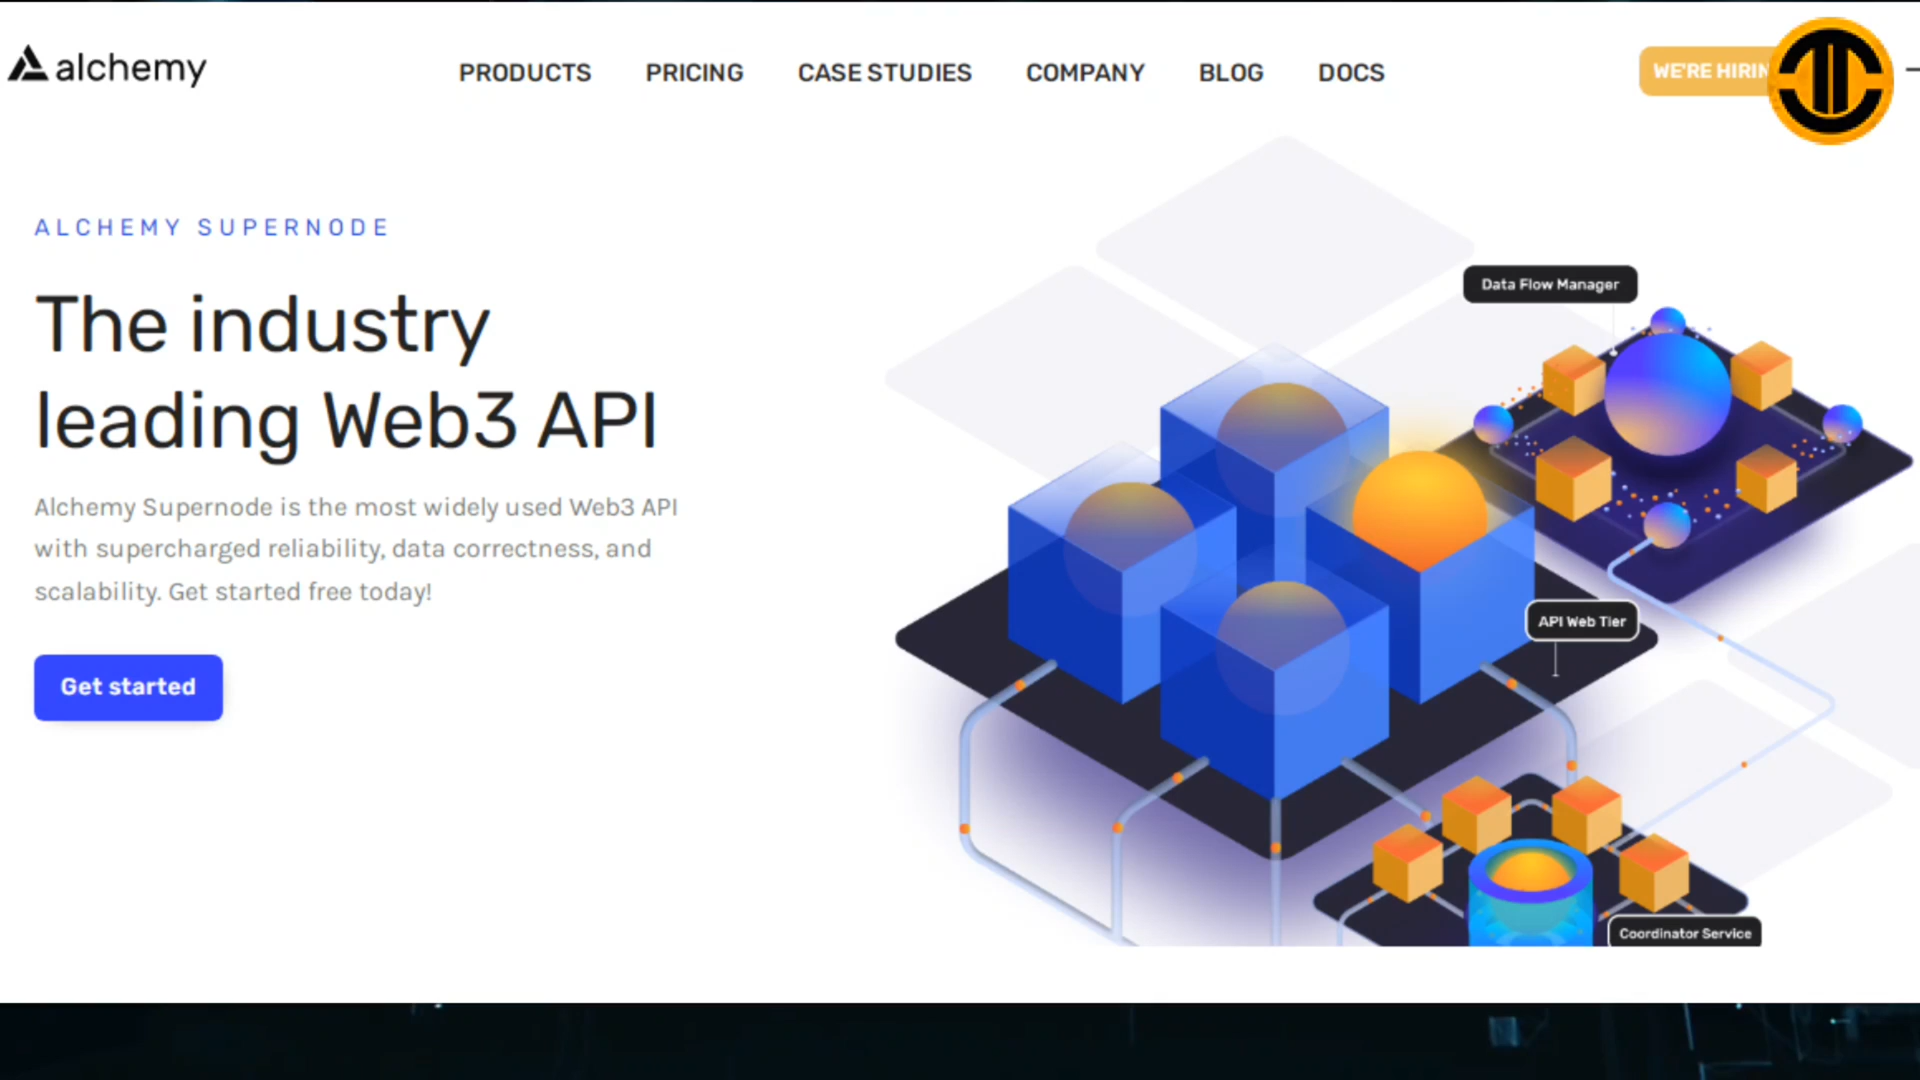 alchemy
PRODUCTS PRICING CASE STUDIES COMPANY BLOG DOCS
WE'RE
ALCHEMY SUPERNODE
The industry
leading Web3 API
Alchemy Supernode is the most widely used Web3 API
with supercharged reliability, data correctness, and
scalability. Get started free today!
Get started
Data Flow Manager
API Web Tier
Coordinator Service